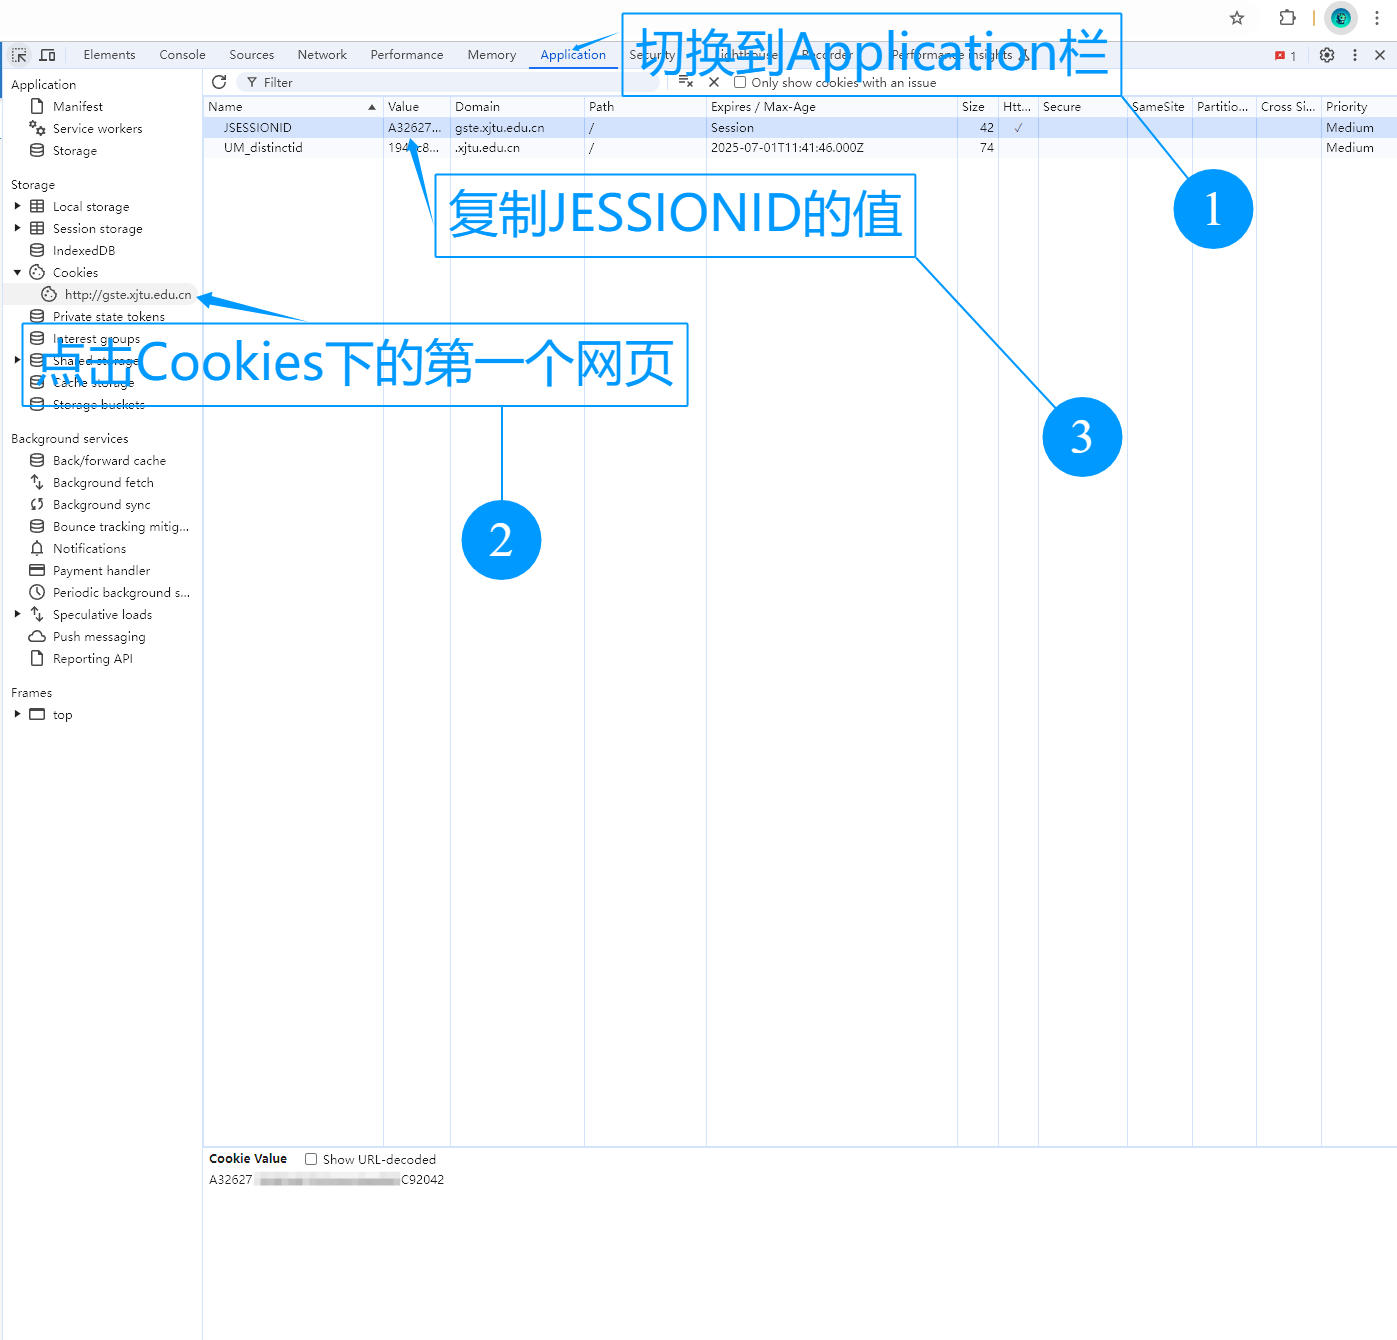 Elements Console Sources Network Performance Memory Application Security Lighthouse Recorder Performance insights 1
切换到Application栏
Application
Manifest
Service workers
Storage
Storage
Local storage
Session storage
IndexedDB
Cookies
http://gste.xjtu.edu.cn
Private state tokens
Interest groups
Shared storage
Cache storage
Storage buckets
点击Cookies下的第一个网页
2
Background services
Back/forward cache
Background fetch
Background sync
Bounce tracking mitig...
Notifications
Payment handler
Periodic background s...
Speculative loads
Push messaging
Reporting API
Frames
top
Filter Only show cookies with an issue
Name Value Domain Path Expires / Max-Age Size Htt... Secure SameSite Partitio... Cross Si... Priority
JSESSIONID A32627... gste.xjtu.edu.cn / Session 42 ✓ Medium
UM_distinctid .xjtu.edu.cn / 2025-07-01T11:41:46.000Z 74 Medium
1
复制JESSIONID的值
3
Cookie Value Show URL-decoded
A32627 C92042